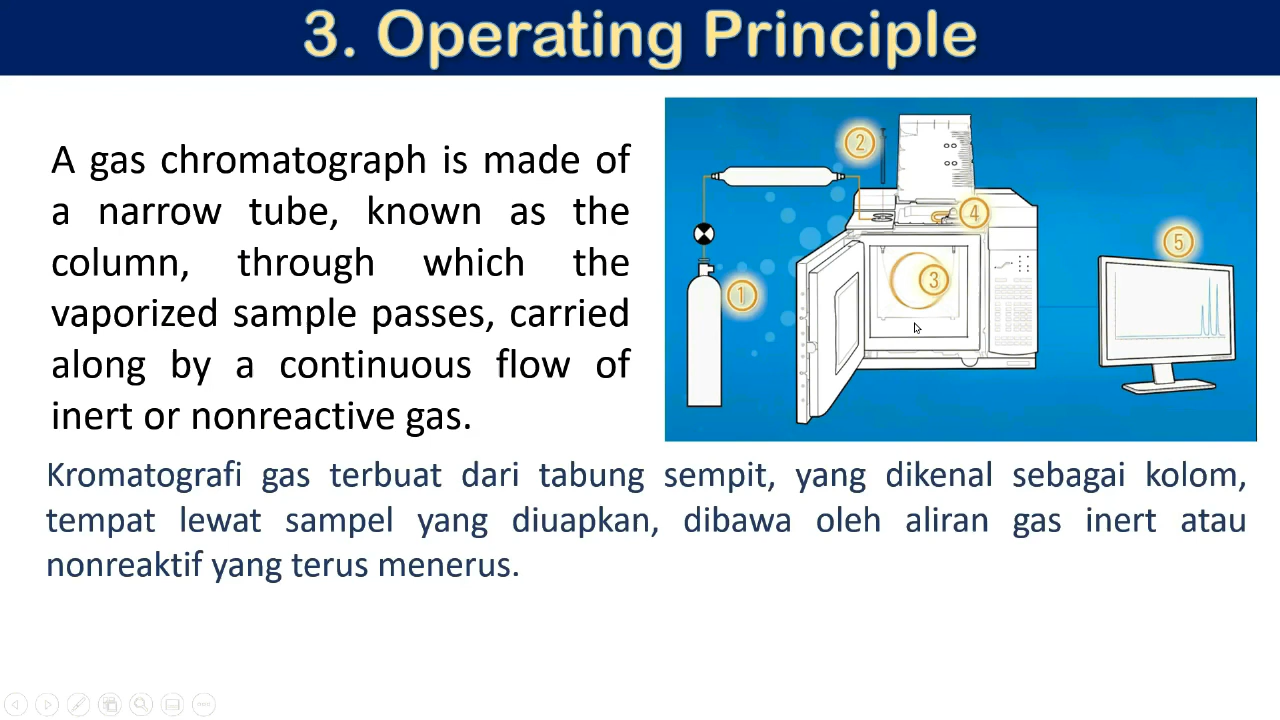 3. Operating Principle
A gas chromatograph is made of
a narrow tube, known as the
column, through which the
vaporized sample passes, carried
along by a continuous flow of
inert or nonreactive gas.
2
4
3
1
5
Kromatografi gas terbuat dari tabung sempit, yang dikenal sebagai kolom,
tempat lewat sampel yang diuapkan, dibawa oleh aliran gas inert atau
nonreaktif yang terus menerus.